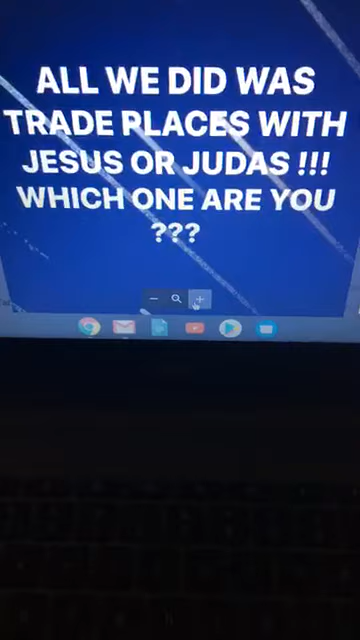 ALL WE DID WAS
TRADE PLACES WITH
JESUS OR JUDAS !!!
WHICH ONE ARE YOU
???